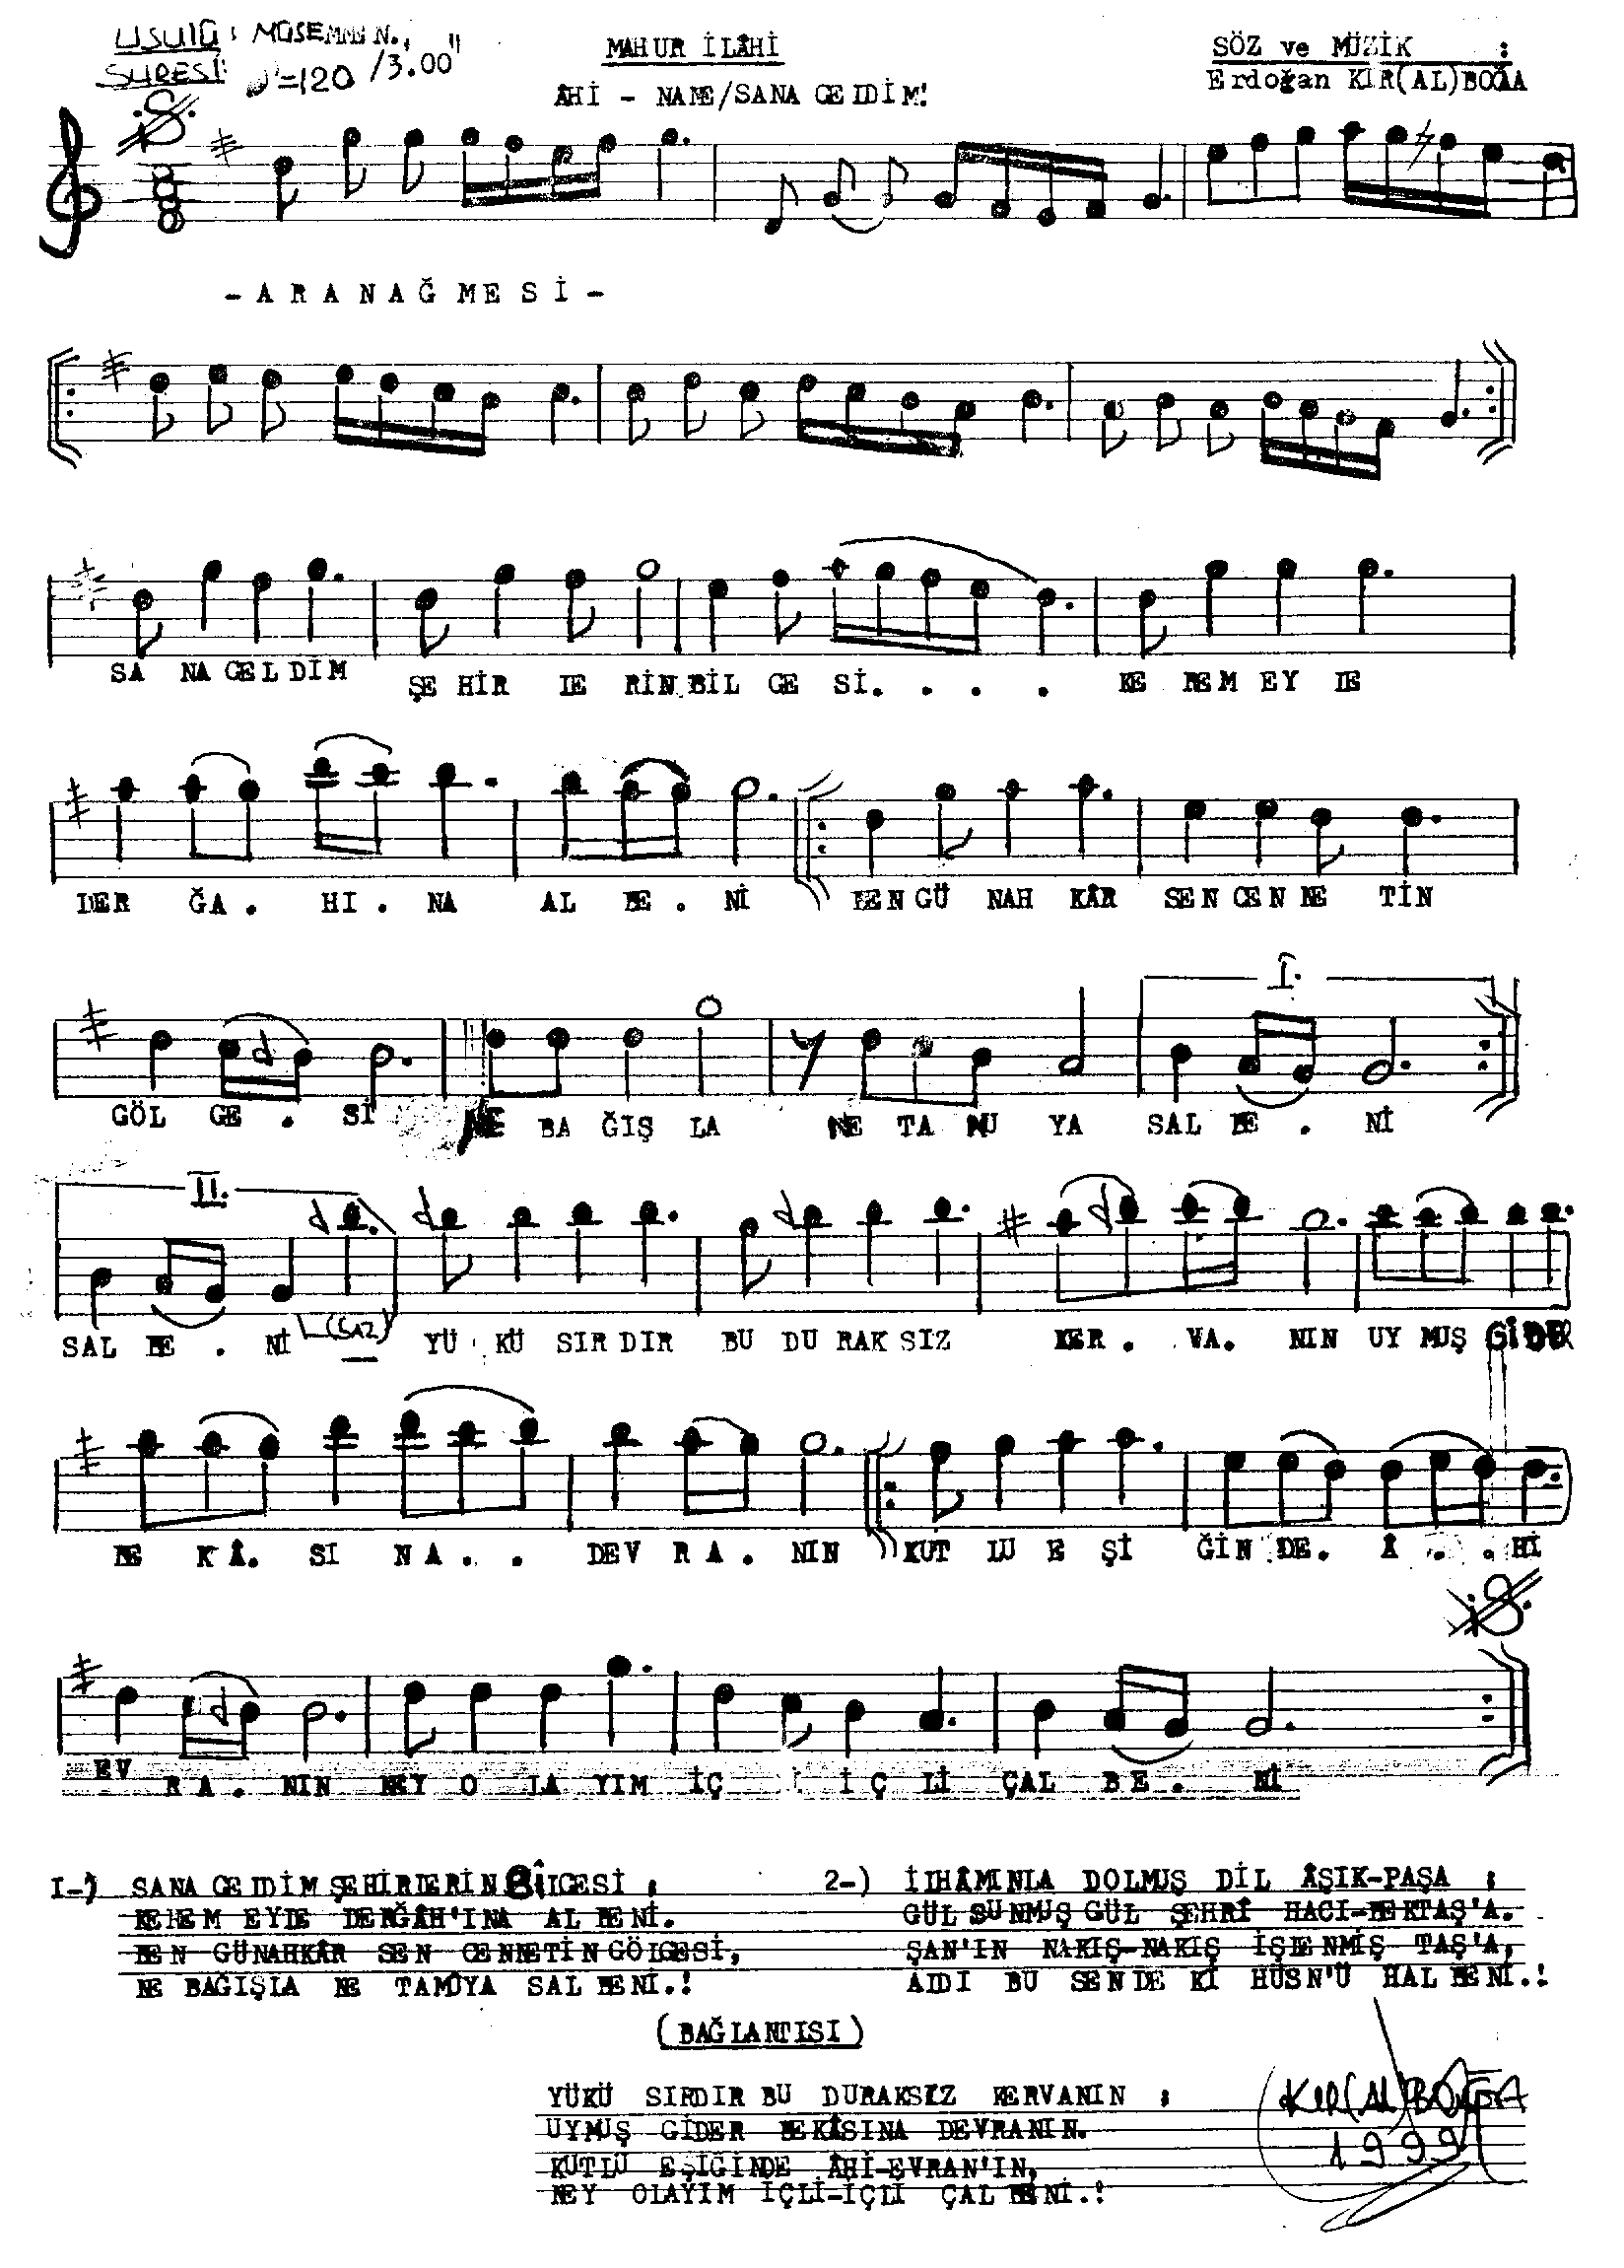 USULÜ: MÜSEMMEN.,
SÜRESİ: ♩=120 /3.00"
MAHUR İLÂHİ
ÂHİ - NAME/SANA GELDİM!
SÖZ ve MÜZİK :
Erdoğan KIR(AL)BOĞA
8
8
-ARANAĞMESİ-
SA NA GEL DİM ŞE HİR LE RİN BİL GE Sİ. . . . KE REM EY LE
DER ĞA . HI . NA AL BE . Nİ BEN GÜ NAH KÂR SEN CEN NE TİN
I.
GÖL GE . Sİ NE BA ĞIŞ LA NE TA MU YA SAL BE . Nİ
II.
SAL BE . Nİ (SAZ) YÜ KÜ SIR DIR BU DU RAK SIZ KER . VA . NIN UY MUŞ GİDER
BE KÂ. SI NA . . DEV RA . NIN KUT LU E Şİ ĞİN DE. Â . . Hİ
EV RA . NIN NEY O LA YIM İÇ Lİ İÇ Lİ ÇAL BE . Nİ
I-) SANA GELDİM ŞEHİRLERİN BİLGESİ ;
KEREM EYLE DERĞÂH'INA AL BENİ.
BEN GÜNAHKÂR SEN CENNETİN GÖLGESİ,
NE BAĞIŞLA NE TAMÛYA SAL BENİ.!
2-) İLHÂMINLA DOLMUŞ DİL ÂŞIK-PAŞA ;
GÜL SUNMUŞ GÜL ŞEHRÎ HACI-BEKTAŞ'A.
ŞAN'IN NAKIŞ-NAKIŞ İŞLENMİŞ TAŞ'A,
ALDI BU SENDE Kİ HÜSN'Ü HAL BENİ.!
(BAĞLANTISI)
YÜKÜ SIRDIR BU DURAKSIZ KERVANIN ;
UYMUŞ GİDER BEKÂSINA DEVRANIN.
KUTLU EŞİĞİNDE ÂHİ-EVRAN'IN,
NEY OLAYIM İÇLİ-İÇLİ ÇAL BENİ.!
KIR(AL)BOĞA
1999